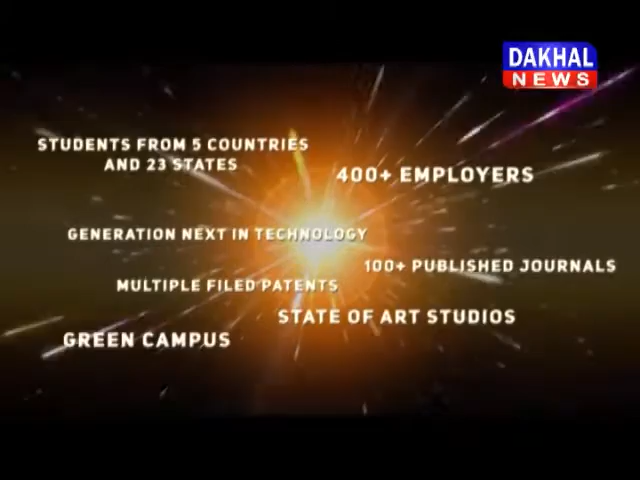 DAKHAL
NEWS
STUDENTS FROM 5 COUNTRIES
AND 23 STATES
400+ EMPLOYERS
GENERATION NEXT IN TECHNOLOGY
100+ PUBLISHED JOURNALS
MULTIPLE FILED PATENTS
STATE OF ART STUDIOS
GREEN CAMPUS